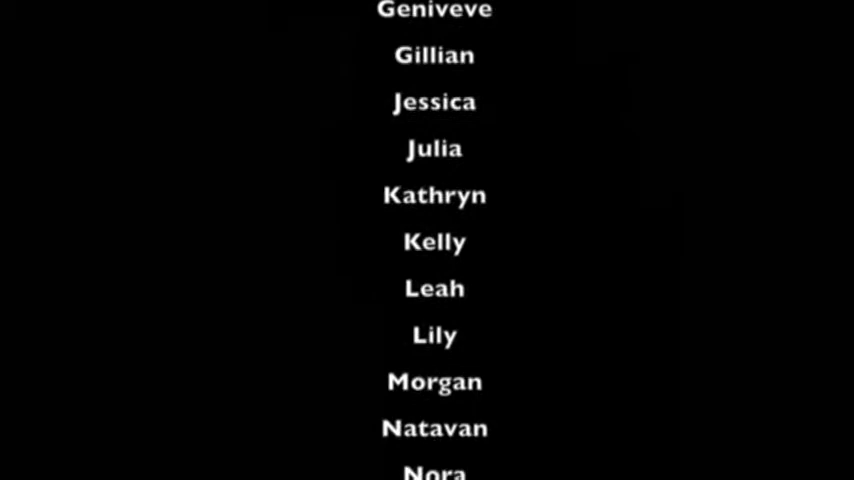 Geniveve
Gillian
Jessica
Julia
Kathryn
Kelly
Leah
Lily
Morgan
Natavan
Nora